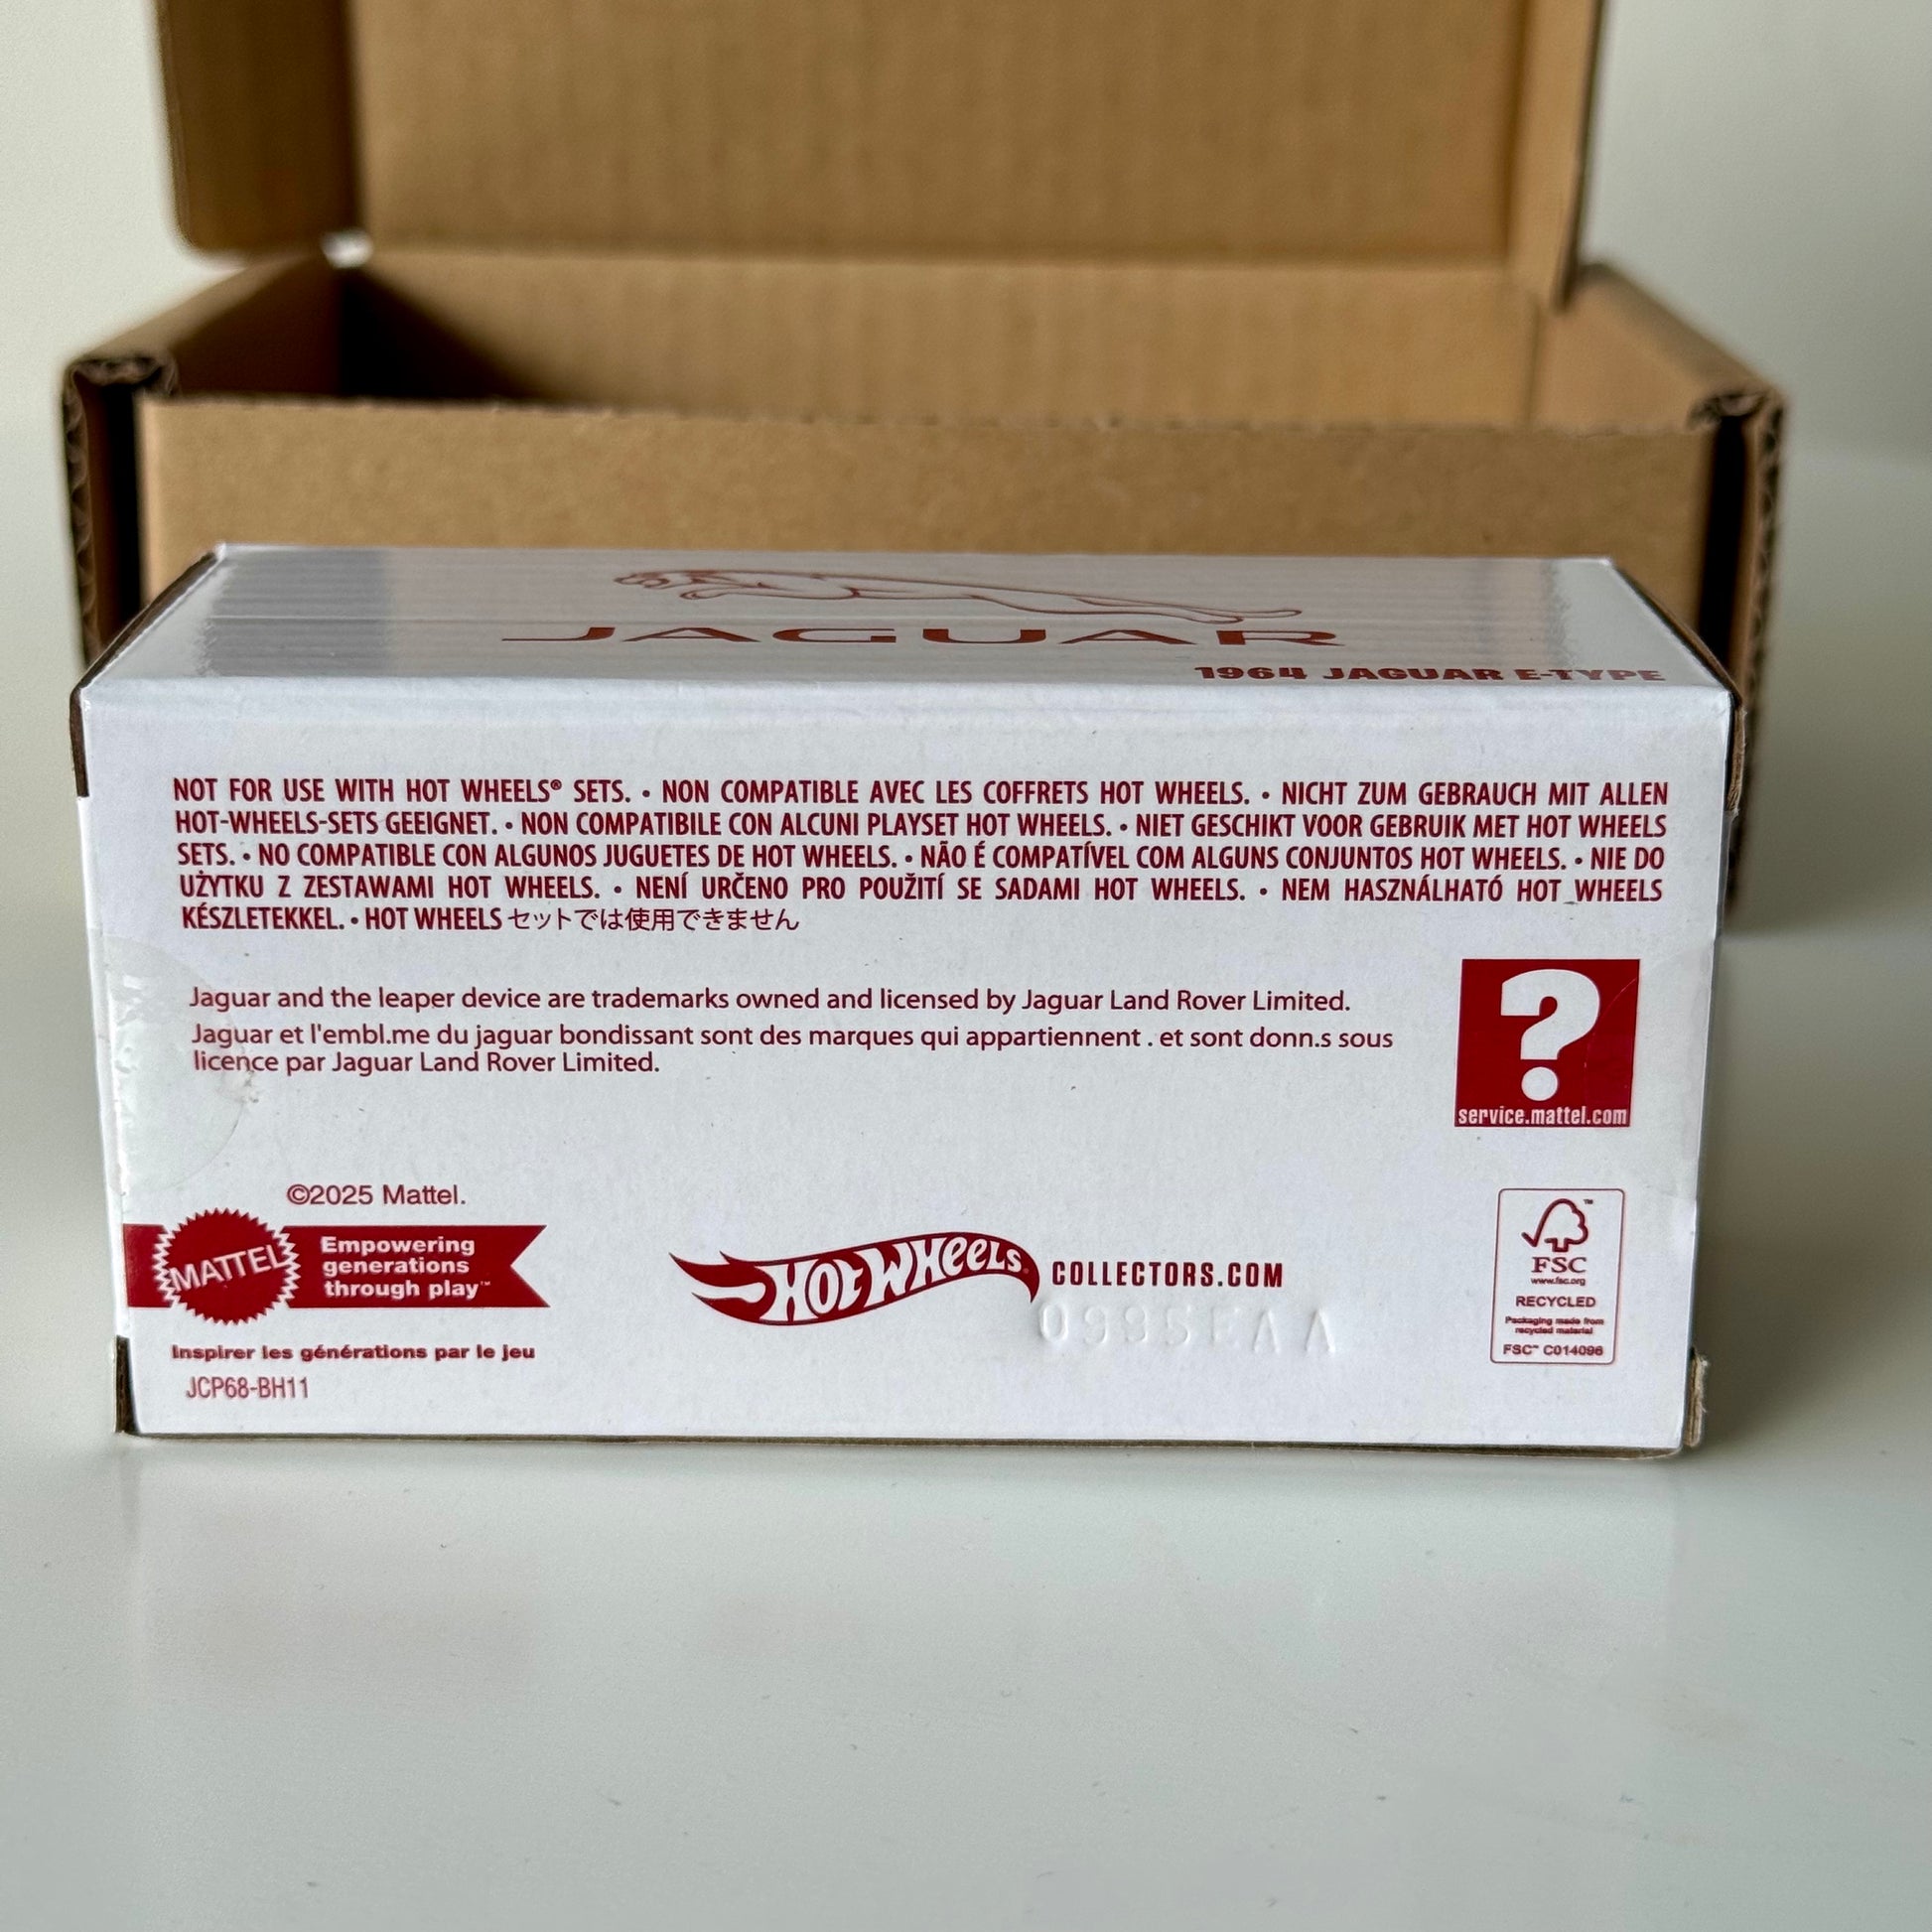 JAGUAR
1964 JAGUAR E-TYPE
NOT FOR USE WITH HOT WHEELS® SETS. • NON COMPATIBLE AVEC LES COFFRETS HOT WHEELS. • NICHT ZUM GEBRAUCH MIT ALLEN
HOT-WHEELS-SETS GEEIGNET. • NON COMPATIBILE CON ALCUNI PLAYSET HOT WHEELS. • NIET GESCHIKT VOOR GEBRUIK MET HOT WHEELS
SETS. • NO COMPATIBLE CON ALGUNOS JUGUETES DE HOT WHEELS. • NÃO É COMPATÍVEL COM ALGUNS CONJUNTOS HOT WHEELS. • NIE DO
UŻYTKU Z ZESTAWAMI HOT WHEELS. • NENÍ URČENO PRO POUŽITÍ SE SADAMI HOT WHEELS. • NEM HASZNÁLHATÓ HOT WHEELS
KÉSZLETEKKEL. • HOT WHEELS セットでは使用できません
Jaguar and the leaper device are trademarks owned and licensed by Jaguar Land Rover Limited.
Jaguar et l'embl.me du jaguar bondissant sont des marques qui appartiennent . et sont donn.s sous
licence par Jaguar Land Rover Limited.
?
service.mattel.com
©2025 Mattel.
MATTEL
Empowering
generations
through play™
Inspirer les générations par le jeu
JCP68-BH11
HOT WHEELS
COLLECTORS.COM
™
FSC
www.fsc.org
RECYCLED
Packaging made from
recycled material
FSC™ C014096